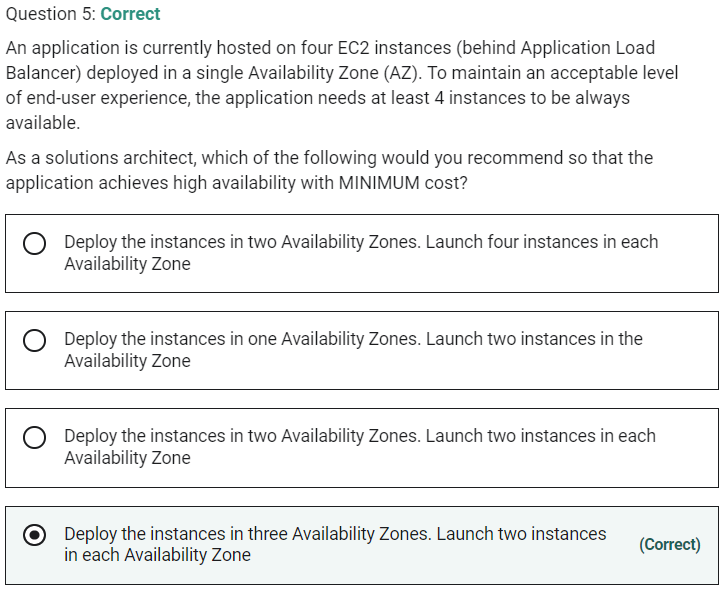 Question 5: Correct
An application is currently hosted on four EC2 instances (behind Application Load
Balancer) deployed in a single Availability Zone (AZ). To maintain an acceptable level
of end-user experience, the application needs at least 4 instances to be always
available.
As a solutions architect, which of the following would you recommend so that the
application achieves high availability with MINIMUM cost?
Deploy the instances in two Availability Zones. Launch four instances in each
Availability Zone
Deploy the instances in one Availability Zones. Launch two instances in the
Availability Zone
Deploy the instances in two Availability Zones. Launch two instances in each
Availability Zone
Deploy the instances in three Availability Zones. Launch two instances
in each Availability Zone
(Correct)